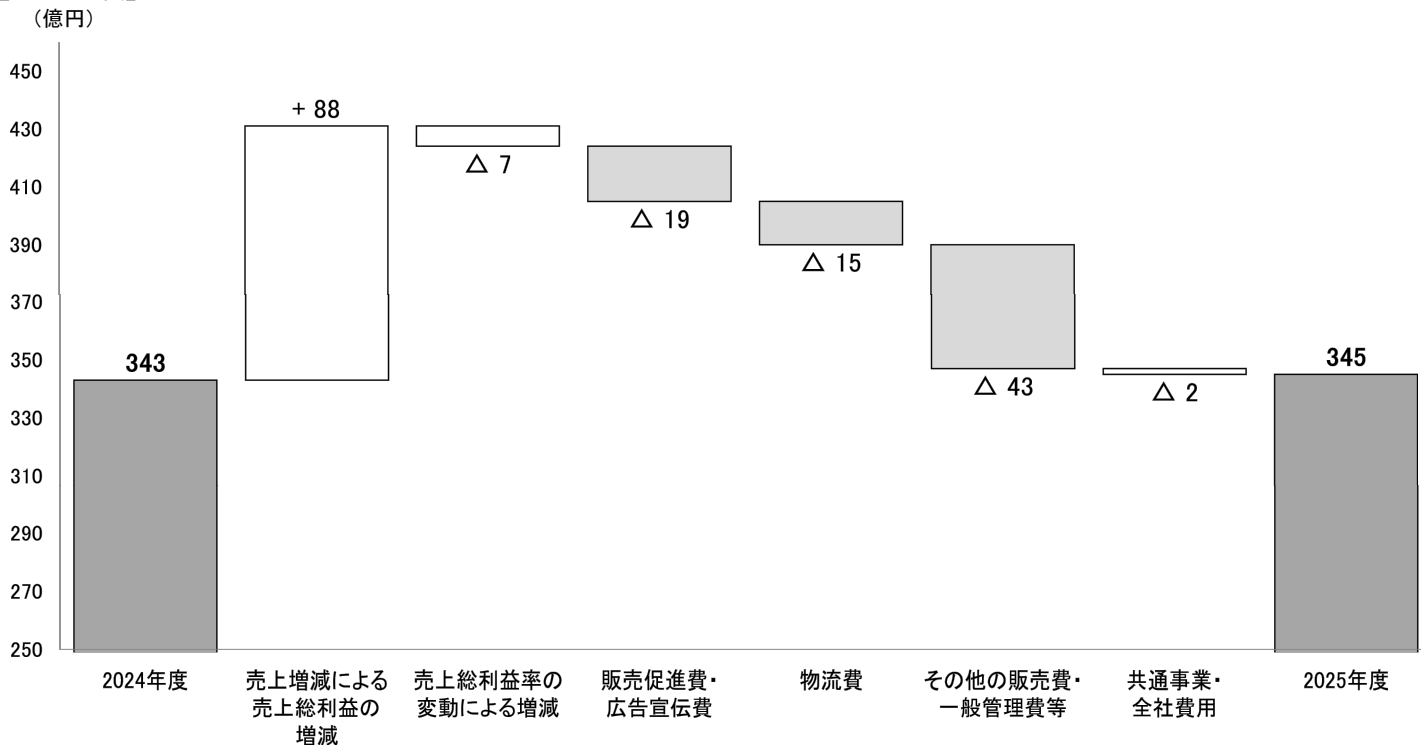 （億円）
450
430
410
390
370
350
330
310
290
270
250
343
+ 88
△ 7
△ 19
△ 15
△ 43
△ 2
345
2024年度
売上増減による
売上総利益の
増減
売上総利益率の
変動による増減
販売促進費・
広告宣伝費
物流費
その他の販売費・
一般管理費等
共通事業・
全社費用
2025年度